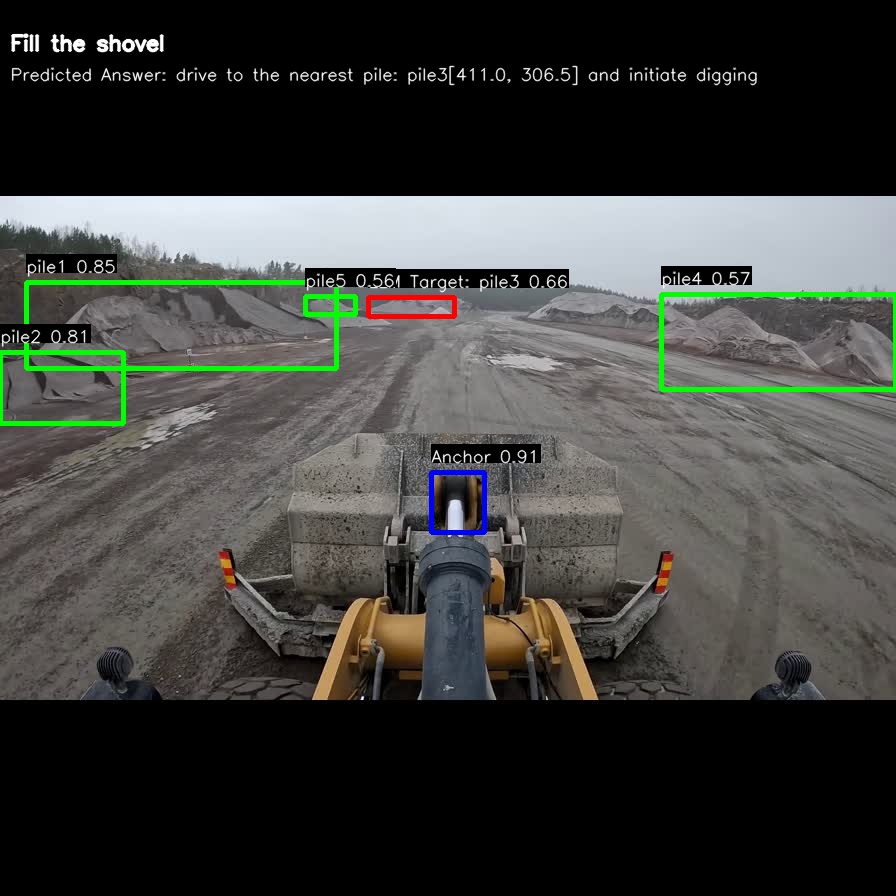 Fill the shovel
Predicted Answer: drive to the nearest pile: pile3[411.0, 306.5] and initiate digging
pile1 0.85
pile5 0.56
Target: pile3 0.66
pile4 0.57
pile2 0.81
Anchor 0.91